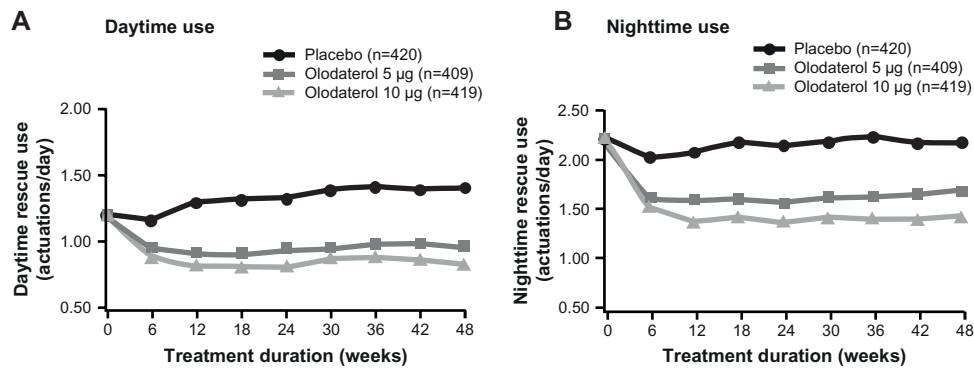 A
Daytime use
Placebo (n=420)
Olodaterol 5 µg (n=409)
Olodaterol 10 µg (n=419)
2.00
1.50
1.00
0.50
Daytime rescue use
(actuations/day)
0 6 12 18 24 30 36 42 48
Treatment duration (weeks)
B
Nighttime use
Placebo (n=420)
Olodaterol 5 µg (n=409)
Olodaterol 10 µg (n=419)
2.50
2.00
1.50
1.00
0.50
Nighttime rescue use
(actuations/day)
0 6 12 18 24 30 36 42 48
Treatment duration (weeks)